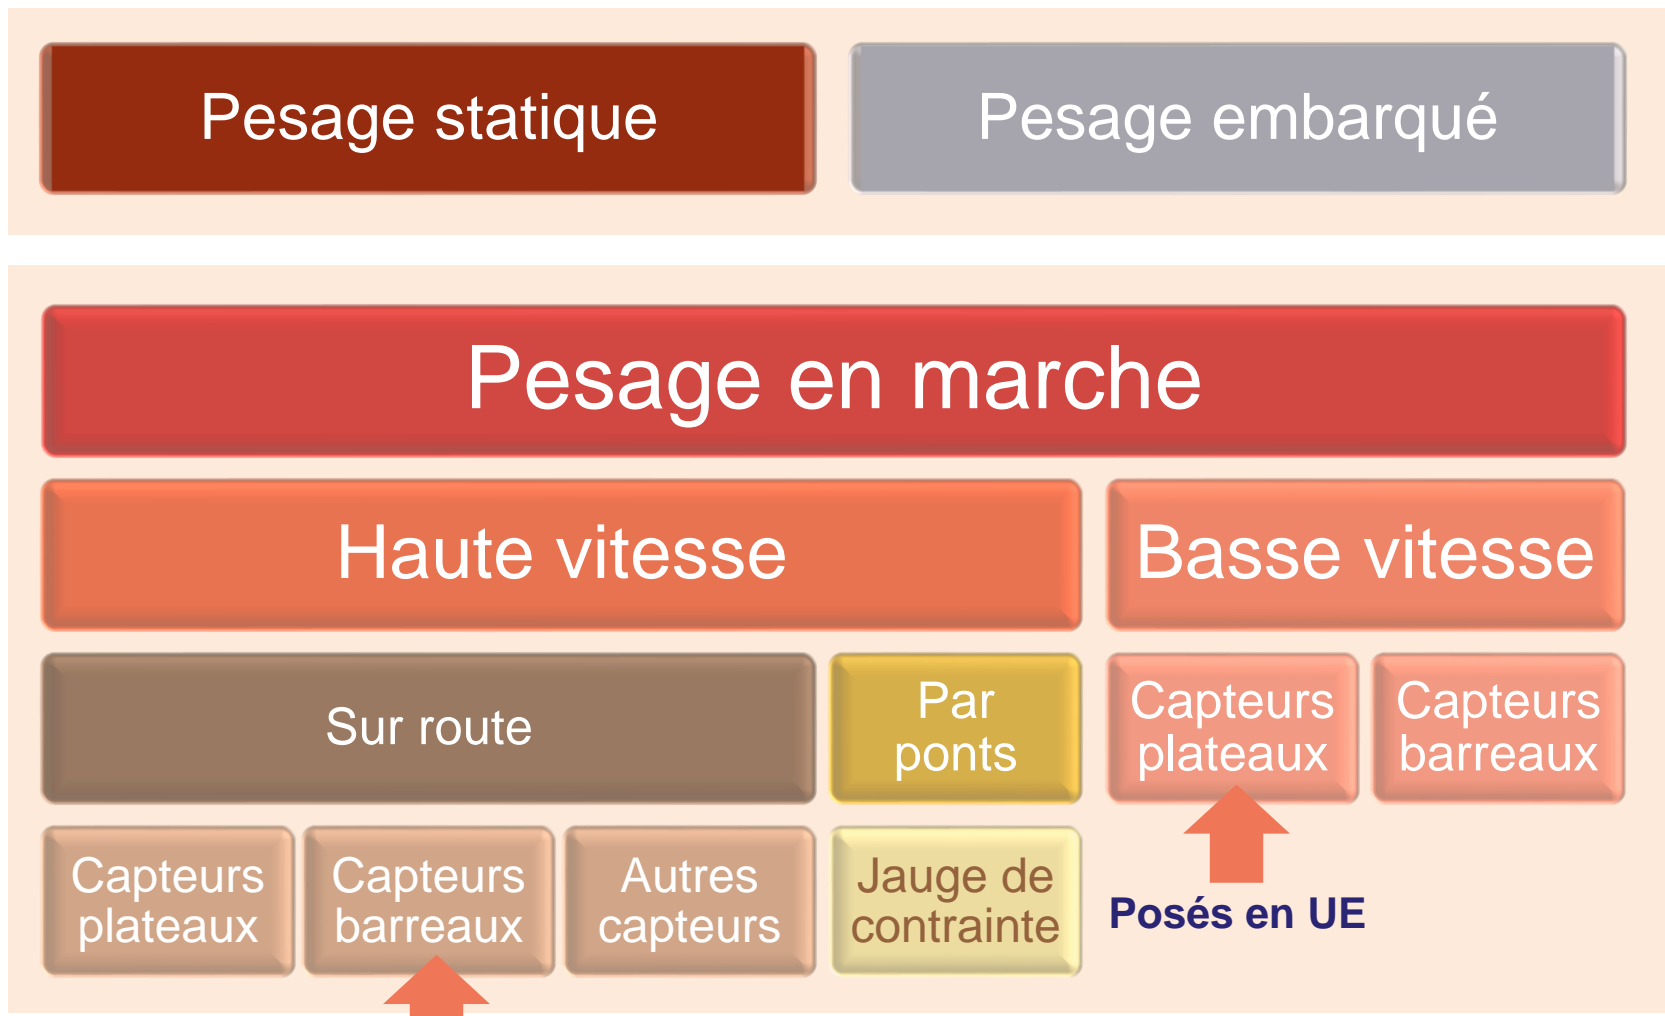 Pesage statique
Pesage embarqué
Pesage en marche
Haute vitesse
Basse vitesse
Sur route
Par
ponts
Capteurs
plateaux
Capteurs
barreaux
Capteurs
plateaux
Capteurs
barreaux
Autres
capteurs
Jauge de
contrainte
Posés en UE